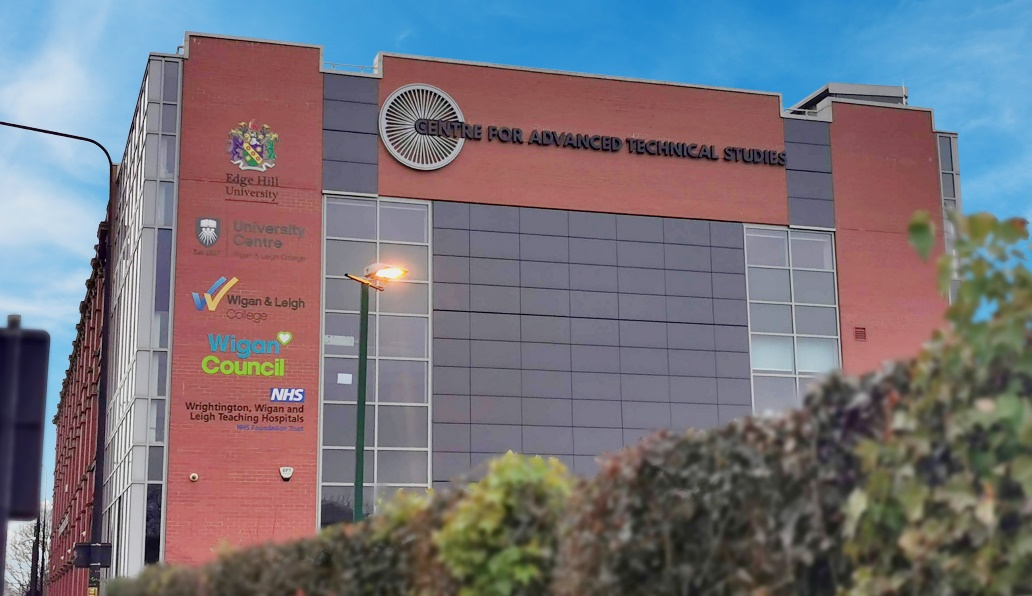 CENTRE FOR ADVANCED TECHNICAL STUDIES
Edge Hill
University
University
Centre
Wigan & Leigh College
Wigan & Leigh
College
Wigan
Council
NHS
Wrightington, Wigan and
Leigh Teaching Hospitals
NHS Foundation Trust